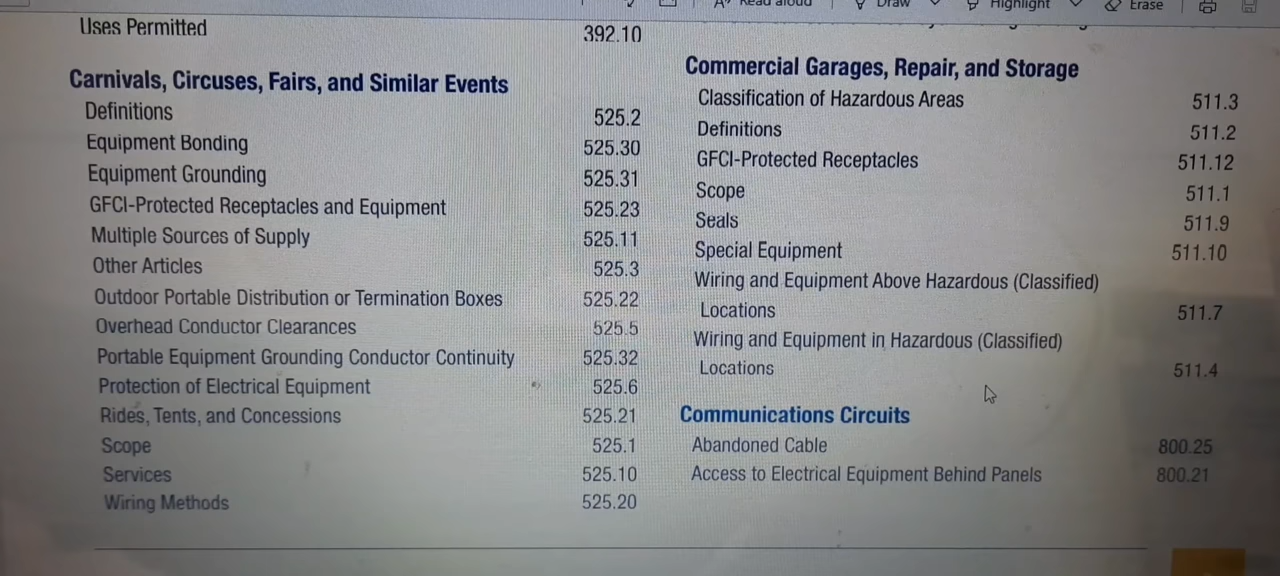 Read aloud
Draw
Highlight
Erase
Uses Permitted 392.10
Carnivals, Circuses, Fairs, and Similar Events
Definitions 525.2
Equipment Bonding 525.30
Equipment Grounding 525.31
GFCI-Protected Receptacles and Equipment 525.23
Multiple Sources of Supply 525.11
Other Articles 525.3
Outdoor Portable Distribution or Termination Boxes 525.22
Overhead Conductor Clearances 525.5
Portable Equipment Grounding Conductor Continuity 525.32
Protection of Electrical Equipment 525.6
Rides, Tents, and Concessions 525.21
Scope 525.1
Services 525.10
Wiring Methods 525.20
Commercial Garages, Repair, and Storage
Classification of Hazardous Areas 511.3
Definitions 511.2
GFCI-Protected Receptacles 511.12
Scope 511.1
Seals 511.9
Special Equipment 511.10
Wiring and Equipment Above Hazardous (Classified)
Locations 511.7
Wiring and Equipment in Hazardous (Classified)
Locations 511.4
Communications Circuits
Abandoned Cable 800.25
Access to Electrical Equipment Behind Panels 800.21